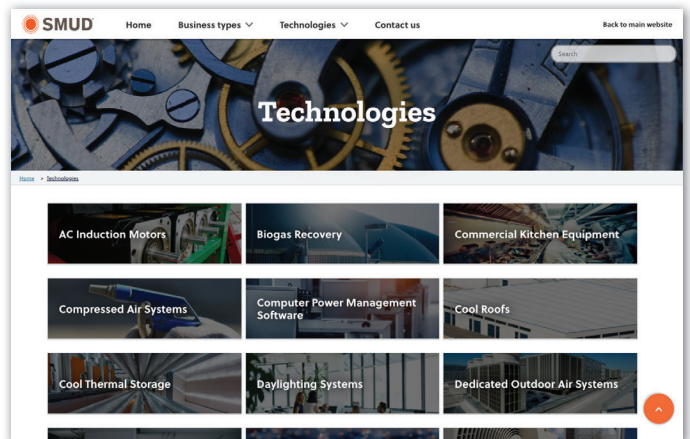 SMUD
Home Business types Technologies Contact us Back to main website
Search
Technologies
Home > Technologies
AC Induction Motors Biogas Recovery Commercial Kitchen Equipment
Compressed Air Systems Computer Power Management Software Cool Roofs
Cool Thermal Storage Daylighting Systems Dedicated Outdoor Air Systems